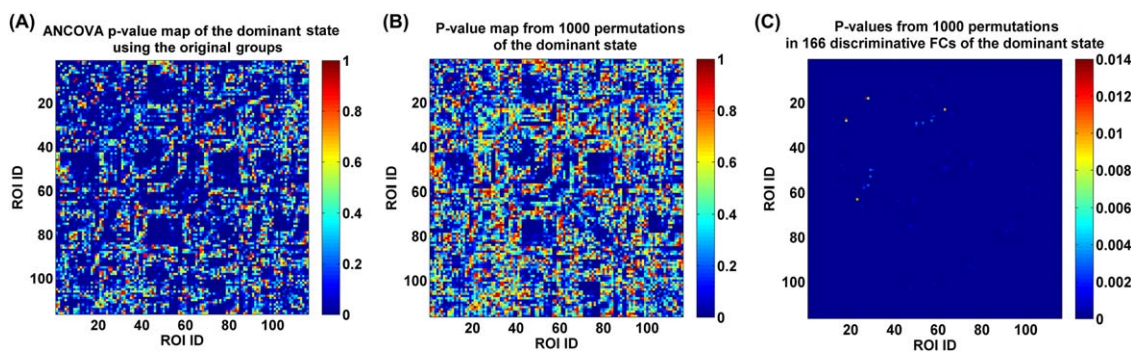 (A)
ANCOVA p-value map of the dominant state
using the original groups
ROI ID
20
40
60
80
100
20 40 60 80 100
ROI ID
1
0.8
0.6
0.4
0.2
0
(B)
P-value map from 1000 permutations
of the dominant state
ROI ID
20
40
60
80
100
20 40 60 80 100
ROI ID
1
0.8
0.6
0.4
0.2
0
(C)
P-values from 1000 permutations
in 166 discriminative FCs of the dominant state
ROI ID
20
40
60
80
100
20 40 60 80 100
ROI ID
0.014
0.012
0.01
0.008
0.006
0.004
0.002
0